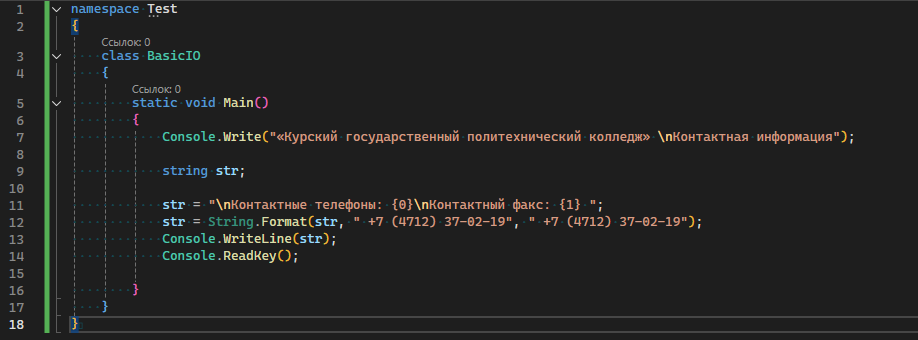 1 namespace Test
2 {
Ссылок: 0
3 class BasicIO
4 {
Ссылок: 0
5 static void Main()
6 {
7 Console.Write("«Курский государственный политехнический колледж» \nКонтактная информация");
8
9 string str;
10
11 str = "\nКонтактные телефоны: {0}\nКонтактный факс: {1} ";
12 str = String.Format(str, " +7 (4712) 37-02-19", " +7 (4712) 37-02-19");
13 Console.WriteLine(str);
14 Console.ReadKey();
15
16 }
17 }
18 }